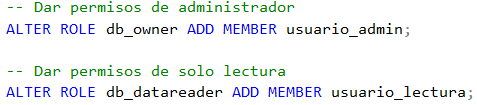 -- Dar permisos de administrador
ALTER ROLE db_owner ADD MEMBER usuario_admin;
-- Dar permisos de solo lectura
ALTER ROLE db_datareader ADD MEMBER usuario_lectura;